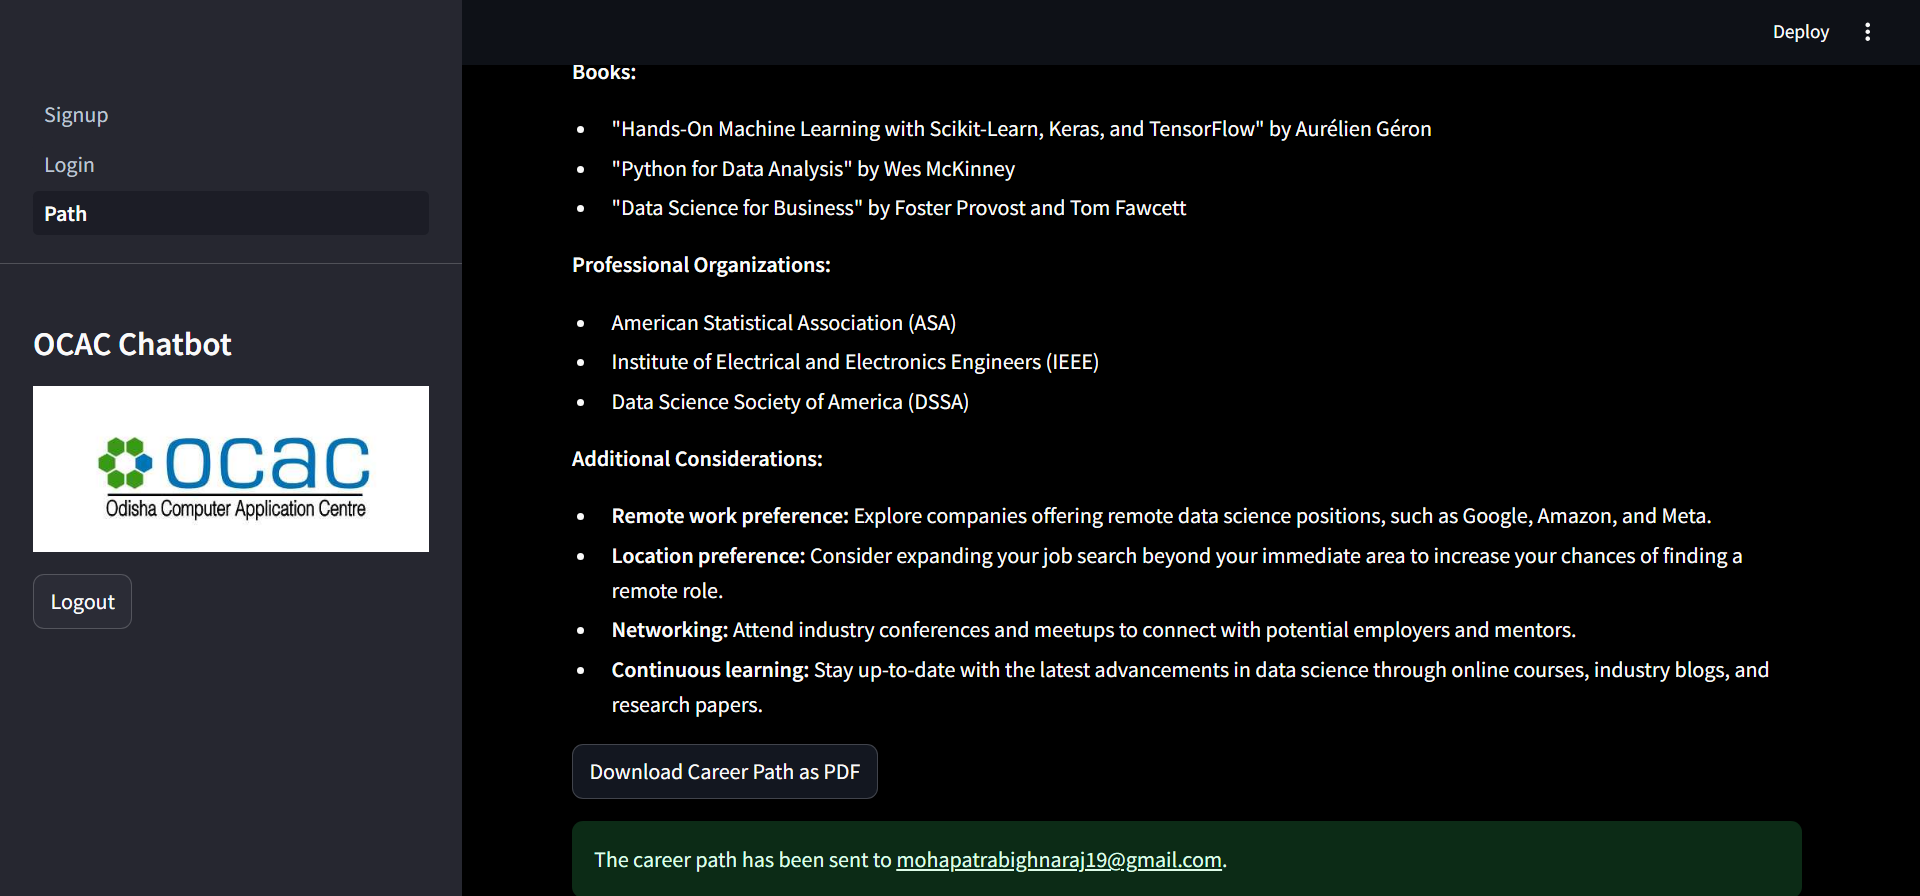 Deploy
Signup
Login
Path
OCAC Chatbot
ocac
Odisha Computer Application Centre
Logout
Books:
• "Hands-On Machine Learning with Scikit-Learn, Keras, and TensorFlow" by Aurélien Géron
• "Python for Data Analysis" by Wes McKinney
• "Data Science for Business" by Foster Provost and Tom Fawcett
Professional Organizations:
• American Statistical Association (ASA)
• Institute of Electrical and Electronics Engineers (IEEE)
• Data Science Society of America (DSSA)
Additional Considerations:
• Remote work preference: Explore companies offering remote data science positions, such as Google, Amazon, and Meta.
• Location preference: Consider expanding your job search beyond your immediate area to increase your chances of finding a
remote role.
• Networking: Attend industry conferences and meetups to connect with potential employers and mentors.
• Continuous learning: Stay up-to-date with the latest advancements in data science through online courses, industry blogs, and
research papers.
Download Career Path as PDF
The career path has been sent to mohapatrabighnaraj19@gmail.com.